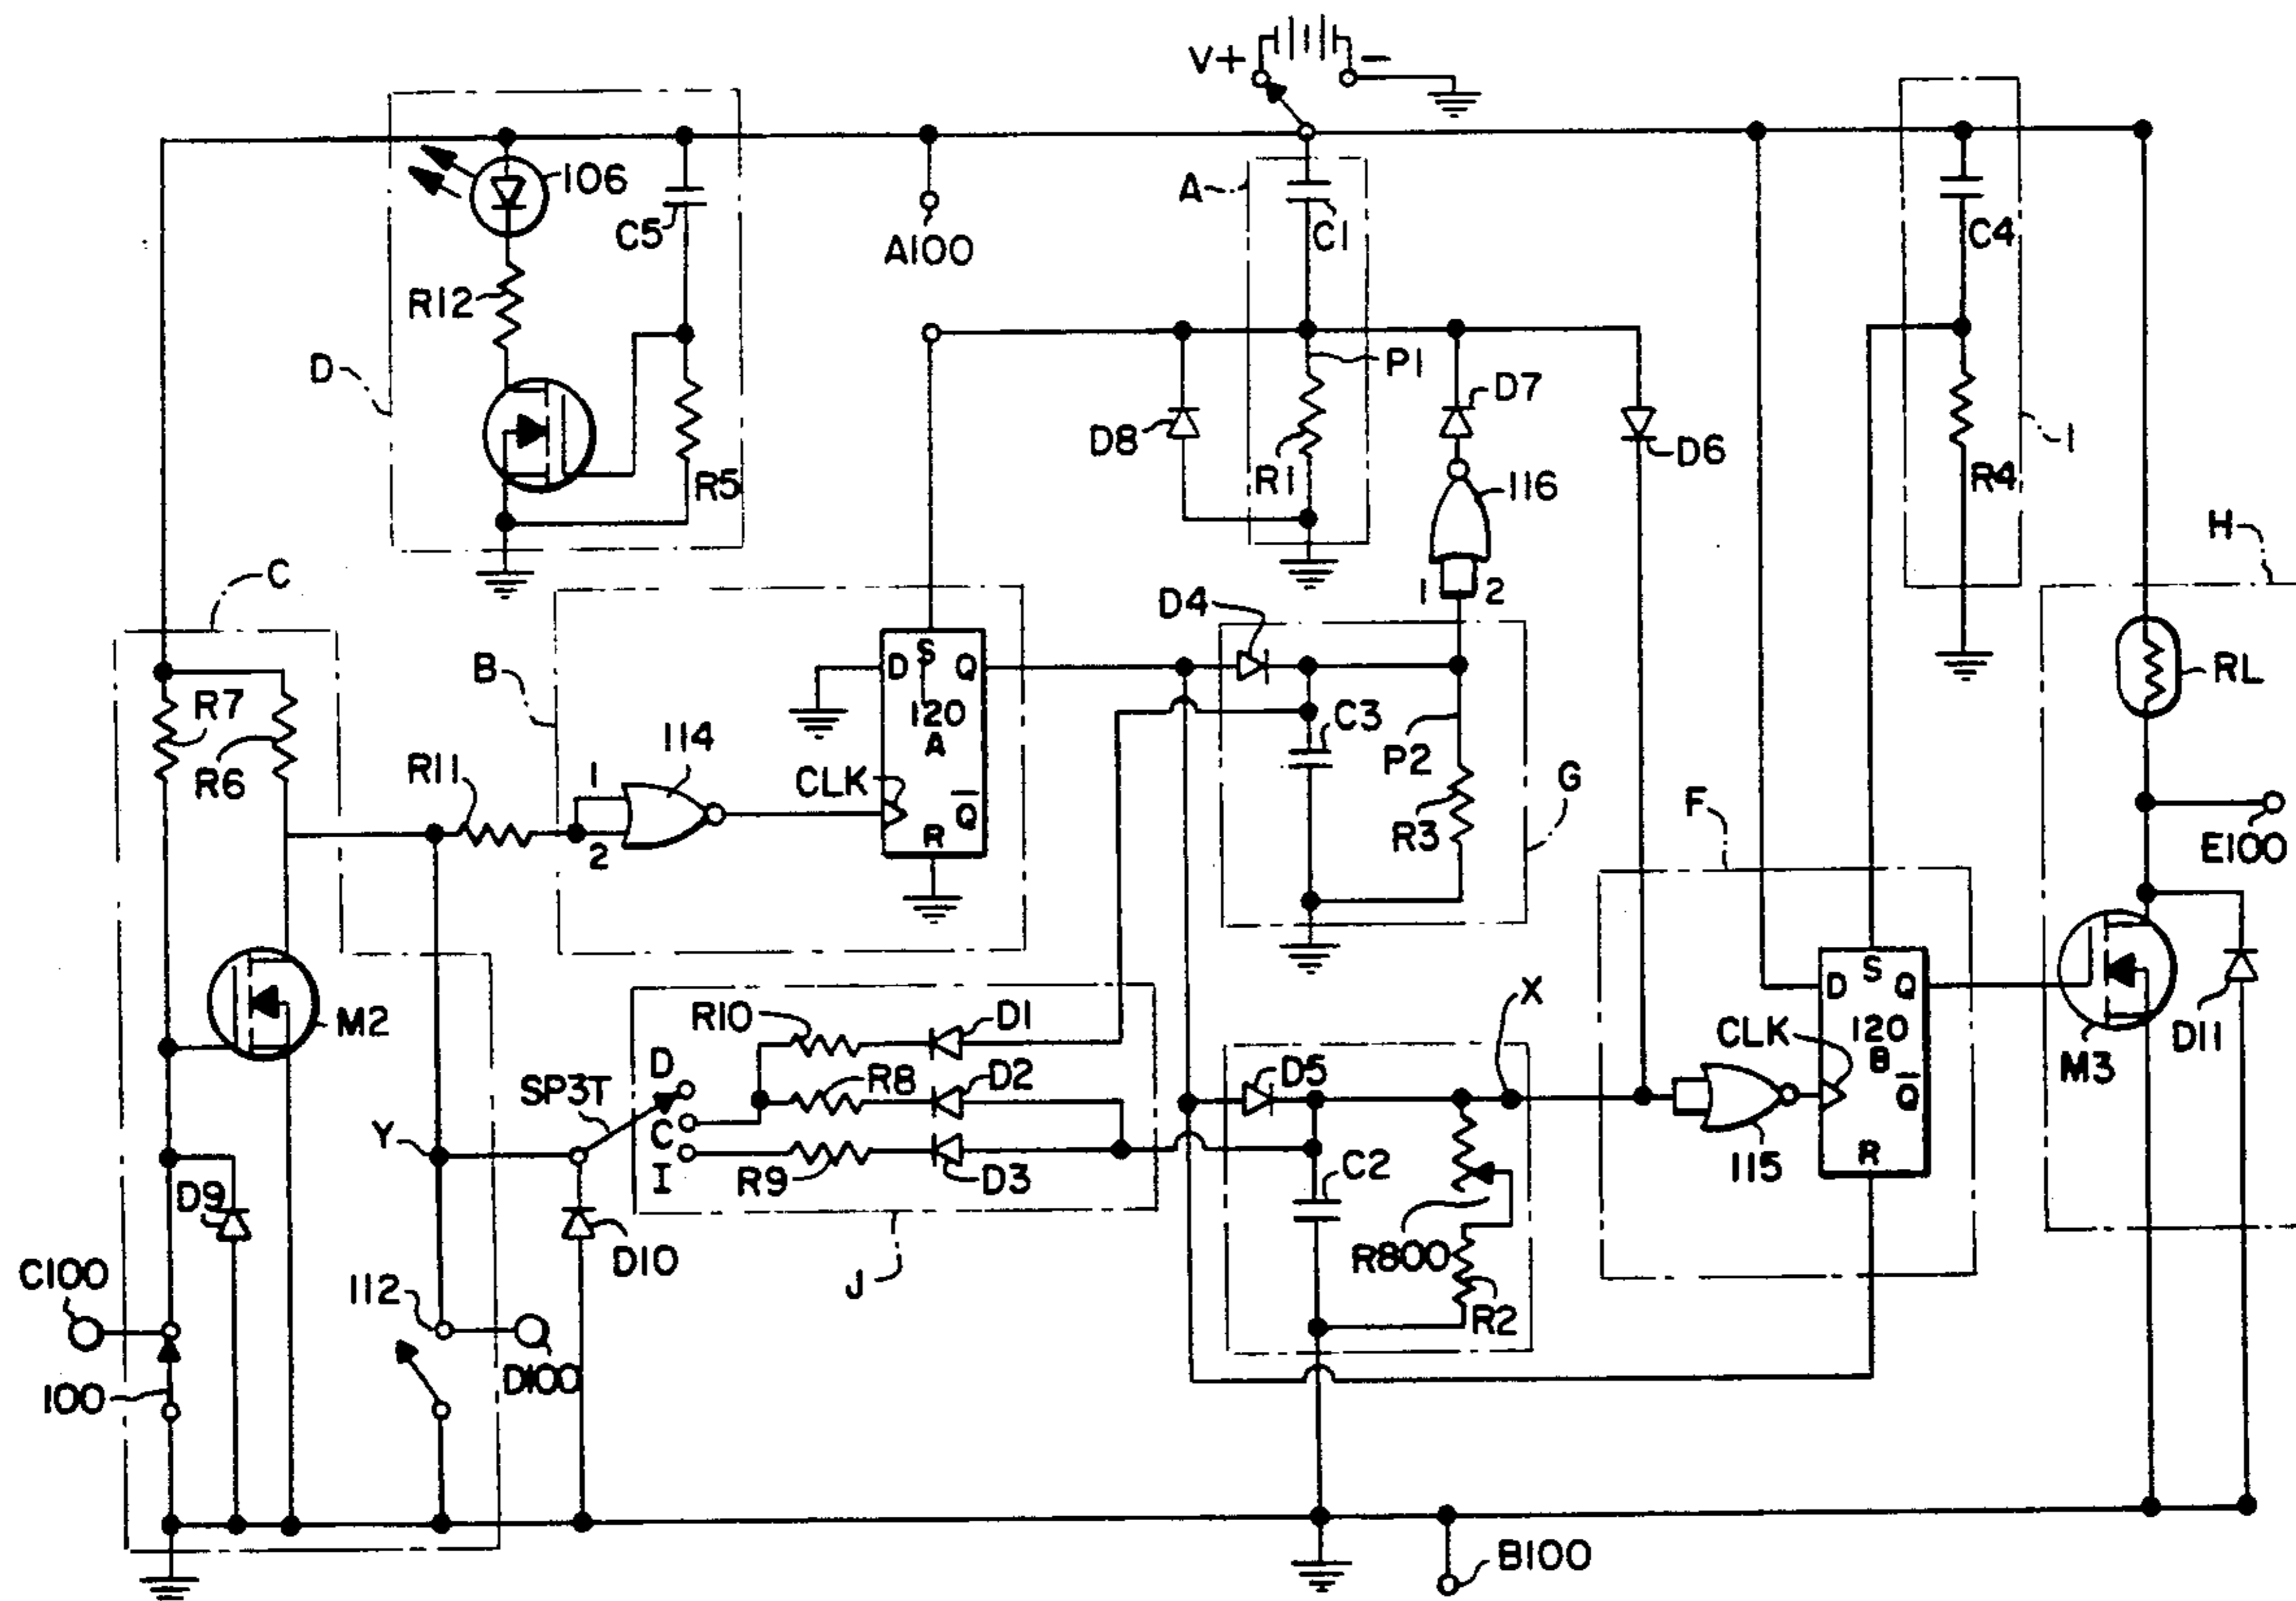 V+ −
106
A
C1
C4
C5
A100
R12
D
P1
D7
D8
R1
116
D6
R5
R4
I
H
C
1 2
D4
B
D S Q
RL
R7
120
A
C3
114
P2
R6
R11
CLK
G
1
Q
R3
F
R
2
E100
X
D S Q
R10
D1
M2
CLK
120
B
D11
D
R8
D2
D5
M3
SP3T
Q
Y
C
I
R9
D3
C2
115
R
D9
D10
R800
C100
112
J
R2
D100
100
B100